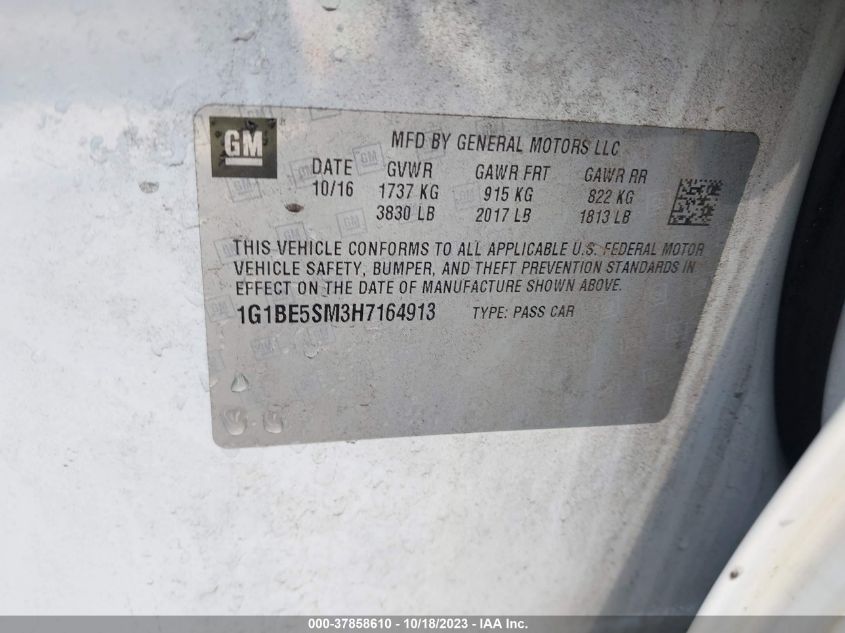 GM
MFD BY GENERAL MOTORS LLC
DATE GVWR GAWR FRT GAWR RR
10/16 1737 KG 915 KG 822 KG
3830 LB 2017 LB 1813 LB
THIS VEHICLE CONFORMS TO ALL APPLICABLE U.S. FEDERAL MOTOR
VEHICLE SAFETY, BUMPER, AND THEFT PREVENTION STANDARDS IN
EFFECT ON THE DATE OF MANUFACTURE SHOWN ABOVE.
1G1BE5SM3H7164913 TYPE: PASS CAR
000-37858610 - 10/18/2023 - IAA Inc.